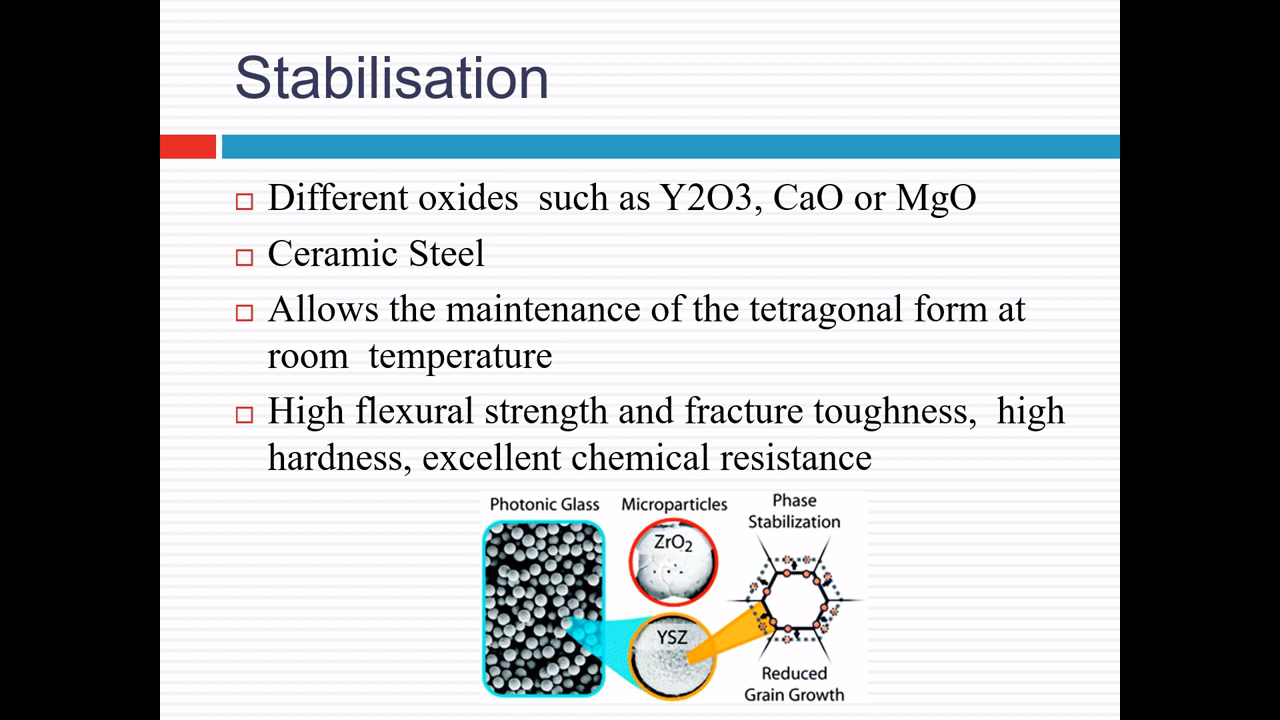 Stabilisation
Different oxides such as Y2O3, CaO or MgO
Ceramic Steel
Allows the maintenance of the tetragonal form at
room temperature
High flexural strength and fracture toughness, high
hardness, excellent chemical resistance
Photonic Glass
Microparticles
Phase
Stabilization
ZrO2
YSZ
Reduced
Grain Growth